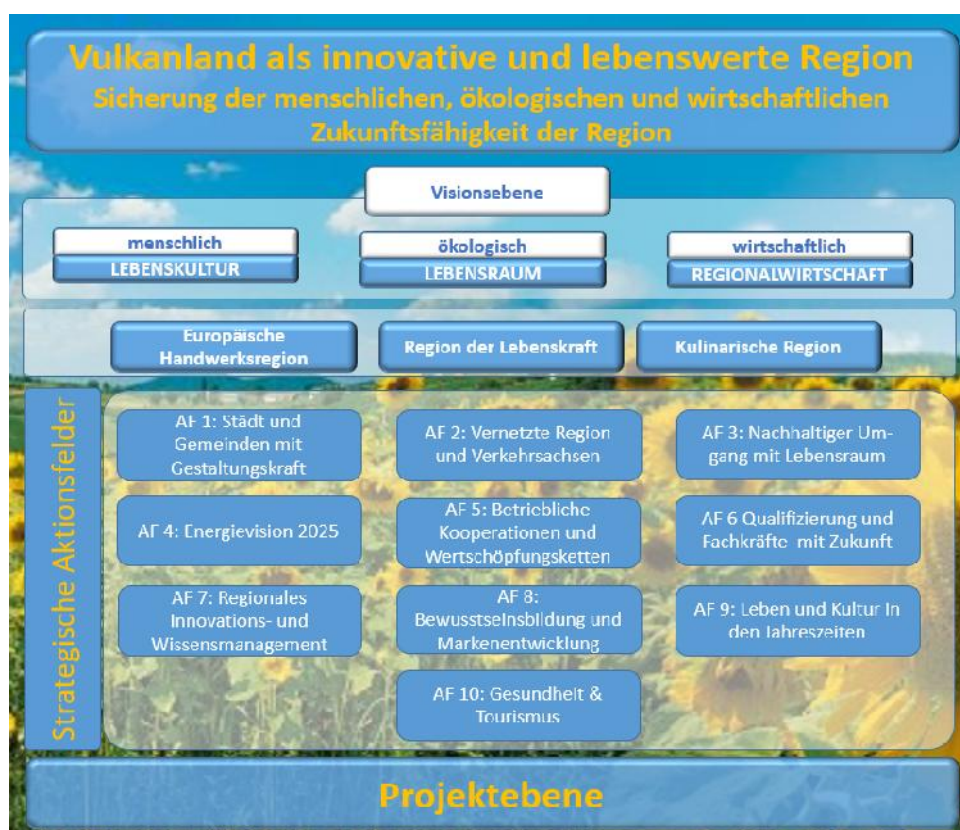 Vulkanland als innovative und lebenswerte Region
Sicherung der menschlichen, ökologischen und wirtschaftlichen
Zukunftsfähigkeit der Region
Visionsebene
menschlich
LEBENSKULTUR
ökologisch
LEBENSRAUM
wirtschaftlich
REGIONALWIRTSCHAFT
Europäische
Handwerksregion
Region der Lebenskraft
Kulinarische Region
Strategische Aktionsfelder
AF 1: Städt und
Gemeinden mit
Gestaltungskraft
AF 2: Vernetzte Region
und Verkehrsachsen
AF 3: Nachhaltiger Um-
gang mit Lebensraum
AF 4: Energievision 2025
AF 5: Betriebliche
Kooperationen und
Wertschöpfungsketten
AF 6 Qualifizierung und
Fachkräfte mit Zukunft
AF 7: Regionales
Innovations- und
Wissensmanagement
AF 8:
Bewusstseinsbildung und
Markenentwicklung
AF 9: Leben und Kultur in
den Jahreszeiten
AF 10: Gesundheit &
Tourismus
Projektebene